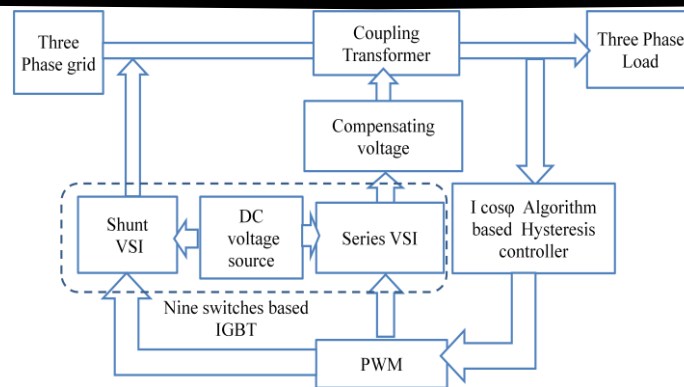 Three
Phase grid
Coupling
Transformer
Three Phase
Load
Compensating
voltage
Shunt
VSI
DC
voltage
source
Series VSI
I cosφ Algorithm
based Hysteresis
controller
Nine switches based
IGBT
PWM